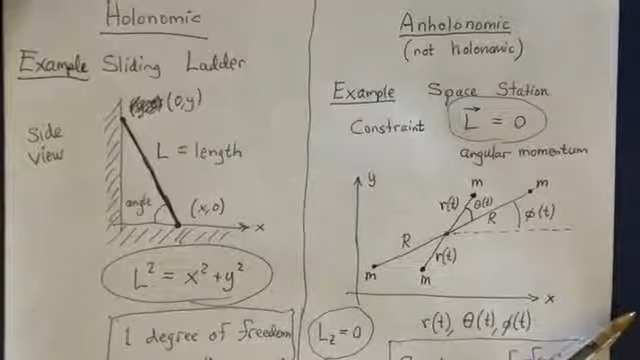 Holonomic
Example Sliding Ladder
(0,y)
Side
view
L = length
angle
(x,0)
x
L² = x² + y²
1 degree of freedom
Anholonomic
(not holonomic)
Example Space Station
Constraint
L⃗ = 0
angular momentum
y
m
m
r(t)
θ(t)
R
ϕ(t)
R
r(t)
m
m
x
L_z = 0
r(t), θ(t), ϕ(t)